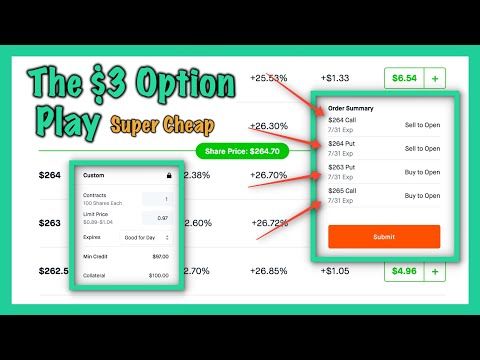 The $3 Option
Play Super Cheap
+25.53% +$1.33 $6.54 +
+26.30%
Share Price: $264.70
$264 2.38% +26.70%
$263 2.60% +26.72%
$262.5 2.70% +26.85% +$1.05 $4.96 +
Custom
Contracts
100 Shares Each
1
Limit Price
$0.89-$1.04
0.97
Expires Good for Day
Min Credit $97.00
Collateral $100.00
Order Summary
$264 Call
7/31 Exp
Sell to Open
$264 Put
7/31 Exp
Sell to Open
$263 Put
7/31 Exp
Buy to Open
$265 Call
7/31 Exp
Buy to Open
Submit